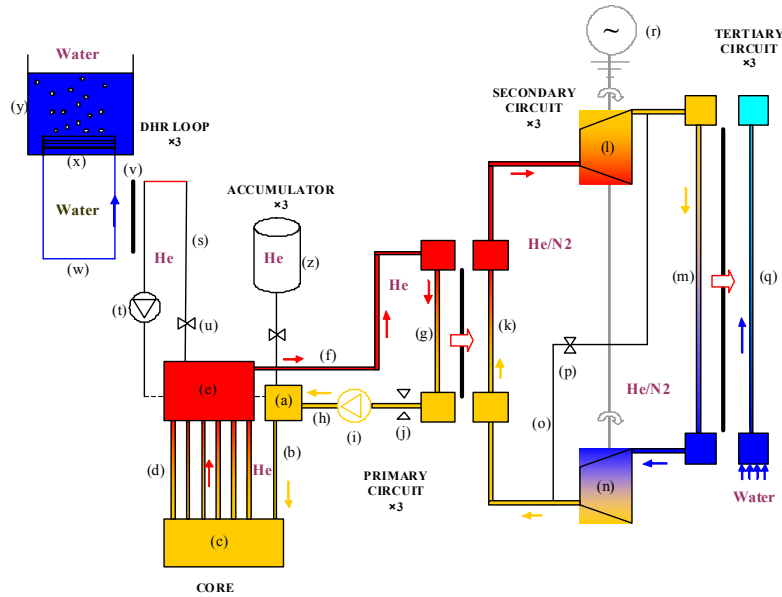 Water
(y)
(x)
DHR LOOP
×3
(v)
Water
(w)
(s)
He
(t)
(u)
ACCUMULATOR
×3
He
(z)
He
(f)
(g)
(e)
(a)
(h)
(i)
(j)
(d)
He
(b)
(c)
CORE
PRIMARY
CIRCUIT
×3
~
(r)
SECONDARY
CIRCUIT
×3
(l)
He/N2
(k)
(m)
(p)
(o)
He/N2
(n)
TERTIARY
CIRCUIT
×3
(q)
Water